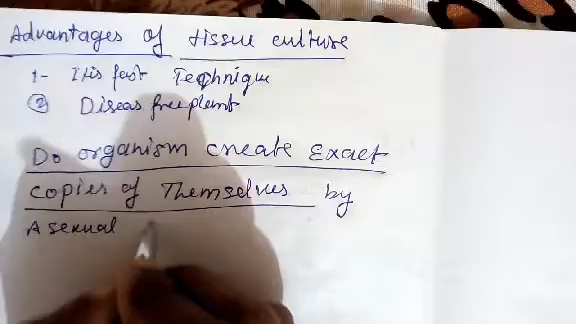 Advantages of tissue culture
1- It is fast Technique
② Diseas free plant
Do organism create Exact
copies of Themselves by
Asexual